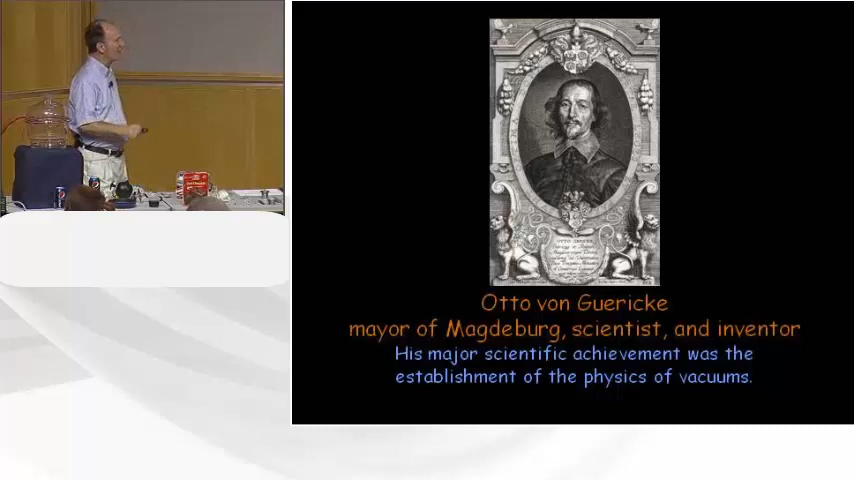 Otto von Guericke
mayor of Magdeburg, scientist, and inventor
His major scientific achievement was the
establishment of the physics of vacuums.